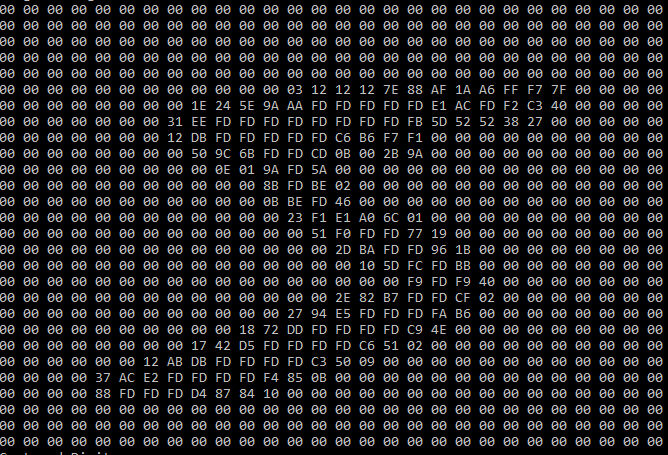 00 00 00 00 00 00 00 00 00 00 00 00 00 00 00 00 00 00 00 00 00 00 00 00 00 00 00 00
00 00 00 00 00 00 00 00 00 00 00 00 00 00 00 00 00 00 00 00 00 00 00 00 00 00 00 00
00 00 00 00 00 00 00 00 00 00 00 00 00 00 00 00 00 00 00 00 00 00 00 00 00 00 00 00
00 00 00 00 00 00 00 00 00 00 00 00 00 00 00 00 00 00 00 00 00 00 00 00 00 00 00 00
00 00 00 00 00 00 00 00 00 00 00 00 00 00 00 00 00 00 00 00 00 00 00 00 00 00 00 00
00 00 00 00 00 00 00 00 00 00 00 00 03 12 12 12 7E 88 AF 1A A6 FF F7 7F 00 00 00 00
00 00 00 00 00 00 00 00 1E 24 5E 9A AA FD FD FD FD FD E1 AC FD F2 C3 40 00 00 00 00
00 00 00 00 00 00 00 31 EE FD FD FD FD FD FD FD FD FB 5D 52 52 38 27 00 00 00 00 00
00 00 00 00 00 00 00 12 DB FD FD FD FD FD C6 B6 F7 F1 00 00 00 00 00 00 00 00 00 00
00 00 00 00 00 00 00 00 50 9C 6B FD FD CD 0B 00 2B 9A 00 00 00 00 00 00 00 00 00 00
00 00 00 00 00 00 00 00 00 0E 01 9A FD 5A 00 00 00 00 00 00 00 00 00 00 00 00 00 00
00 00 00 00 00 00 00 00 00 00 00 8B FD BE 02 00 00 00 00 00 00 00 00 00 00 00 00 00
00 00 00 00 00 00 00 00 00 00 00 0B BE FD 46 00 00 00 00 00 00 00 00 00 00 00 00 00
00 00 00 00 00 00 00 00 00 00 00 00 23 F1 E1 A0 6C 01 00 00 00 00 00 00 00 00 00 00
00 00 00 00 00 00 00 00 00 00 00 00 00 51 F0 FD FD 77 19 00 00 00 00 00 00 00 00 00
00 00 00 00 00 00 00 00 00 00 00 00 00 00 2D BA FD FD 96 1B 00 00 00 00 00 00 00 00
00 00 00 00 00 00 00 00 00 00 00 00 00 00 00 10 5D FC FD BB 00 00 00 00 00 00 00 00
00 00 00 00 00 00 00 00 00 00 00 00 00 00 00 00 00 F9 FD F9 40 00 00 00 00 00 00 00
00 00 00 00 00 00 00 00 00 00 00 00 00 00 2E 82 B7 FD FD CF 02 00 00 00 00 00 00 00
00 00 00 00 00 00 00 00 00 00 00 00 27 94 E5 FD FD FD FA B6 00 00 00 00 00 00 00 00
00 00 00 00 00 00 00 00 00 00 18 72 DD FD FD FD FD C9 4E 00 00 00 00 00 00 00 00 00
00 00 00 00 00 00 00 00 17 42 D5 FD FD FD FD C6 51 02 00 00 00 00 00 00 00 00 00 00
00 00 00 00 00 00 12 AB DB FD FD FD FD C3 50 09 00 00 00 00 00 00 00 00 00 00 00 00
00 00 00 00 37 AC E2 FD FD FD FD F4 85 0B 00 00 00 00 00 00 00 00 00 00 00 00 00 00
00 00 00 00 88 FD FD FD D4 87 84 10 00 00 00 00 00 00 00 00 00 00 00 00 00 00 00 00
00 00 00 00 00 00 00 00 00 00 00 00 00 00 00 00 00 00 00 00 00 00 00 00 00 00 00 00
00 00 00 00 00 00 00 00 00 00 00 00 00 00 00 00 00 00 00 00 00 00 00 00 00 00 00 00
00 00 00 00 00 00 00 00 00 00 00 00 00 00 00 00 00 00 00 00 00 00 00 00 00 00 00 00